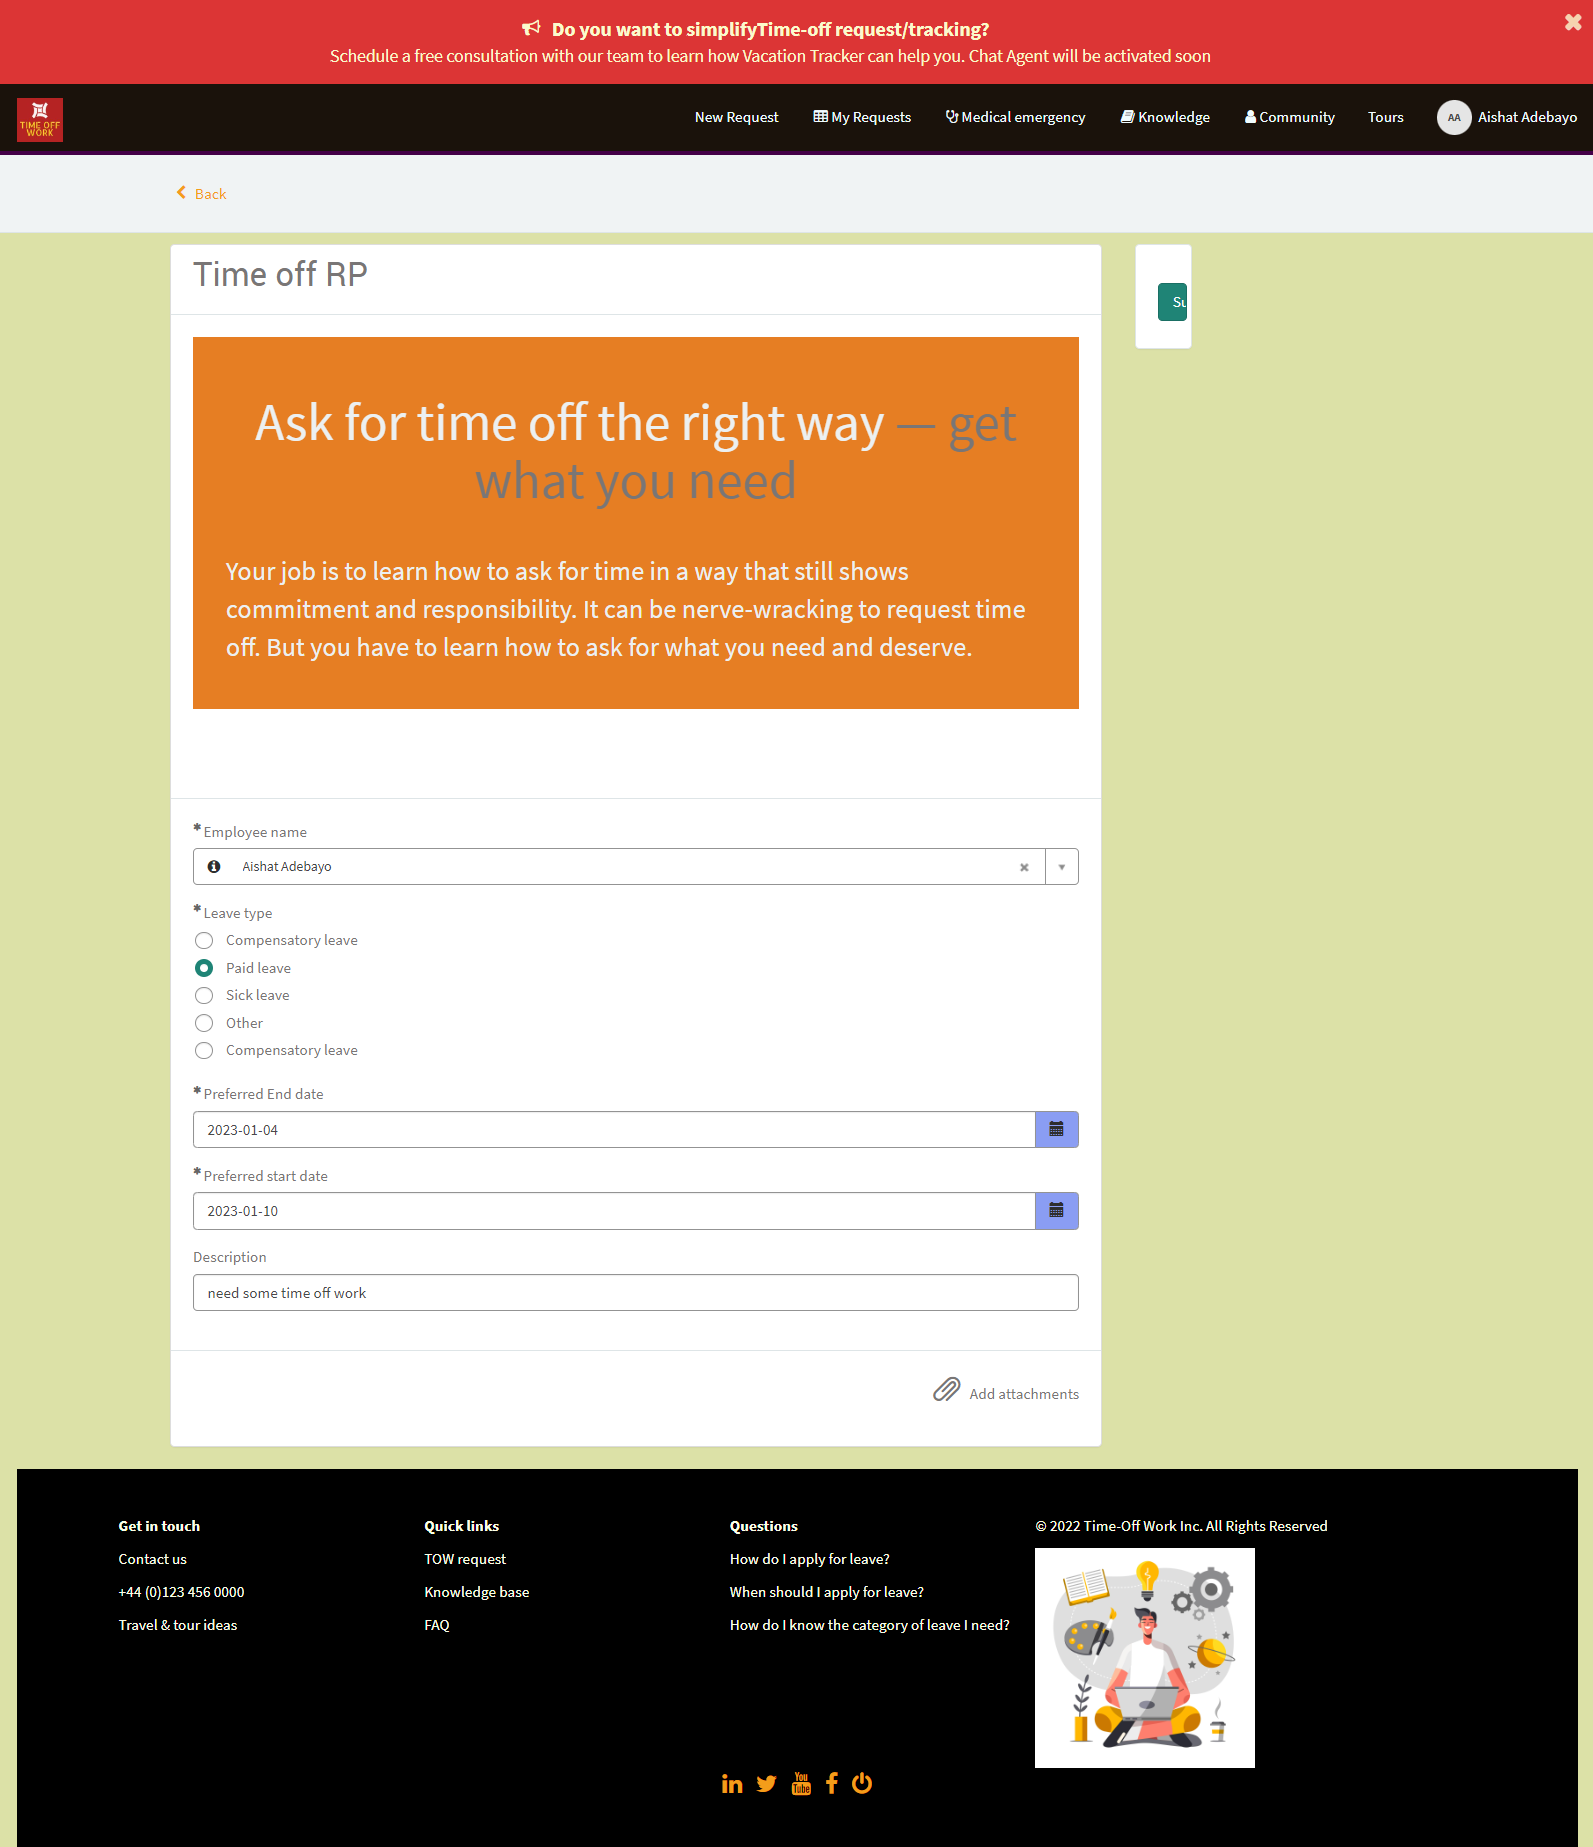 Do you want to simplifyTime-off request/tracking?
Schedule a free consultation with our team to learn how Vacation Tracker can help you. Chat Agent will be activated soon
TIME OFF
WORK
New Request
My Requests
Medical emergency
Knowledge
Community
Tours
AA
Aishat Adebayo
Back
Time off RP
Su
Ask for time off the right way — get
what you need
Your job is to learn how to ask for time in a way that still shows
commitment and responsibility. It can be nerve-wracking to request time
off. But you have to learn how to ask for what you need and deserve.
* Employee name
Aishat Adebayo
* Leave type
Compensatory leave
Paid leave
Sick leave
Other
Compensatory leave
* Preferred End date
2023-01-04
* Preferred start date
2023-01-10
Description
need some time off work
Add attachments
Get in touch
Contact us
+44 (0)123 456 0000
Travel & tour ideas
Quick links
TOW request
Knowledge base
FAQ
Questions
How do I apply for leave?
When should I apply for leave?
How do I know the category of leave I need?
© 2022 Time-Off Work Inc. All Rights Reserved
in
You
Tube
f